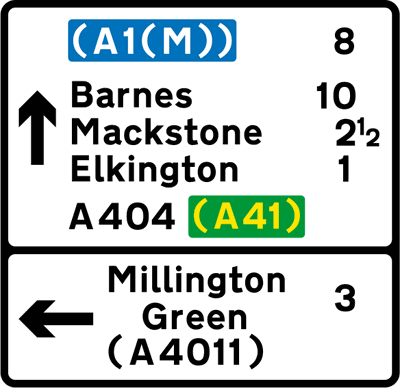 (A1(M)) 8
Barnes 10
Mackstone 2½
Elkington 1
A404 (A41)
Millington 3
Green
(A4011)